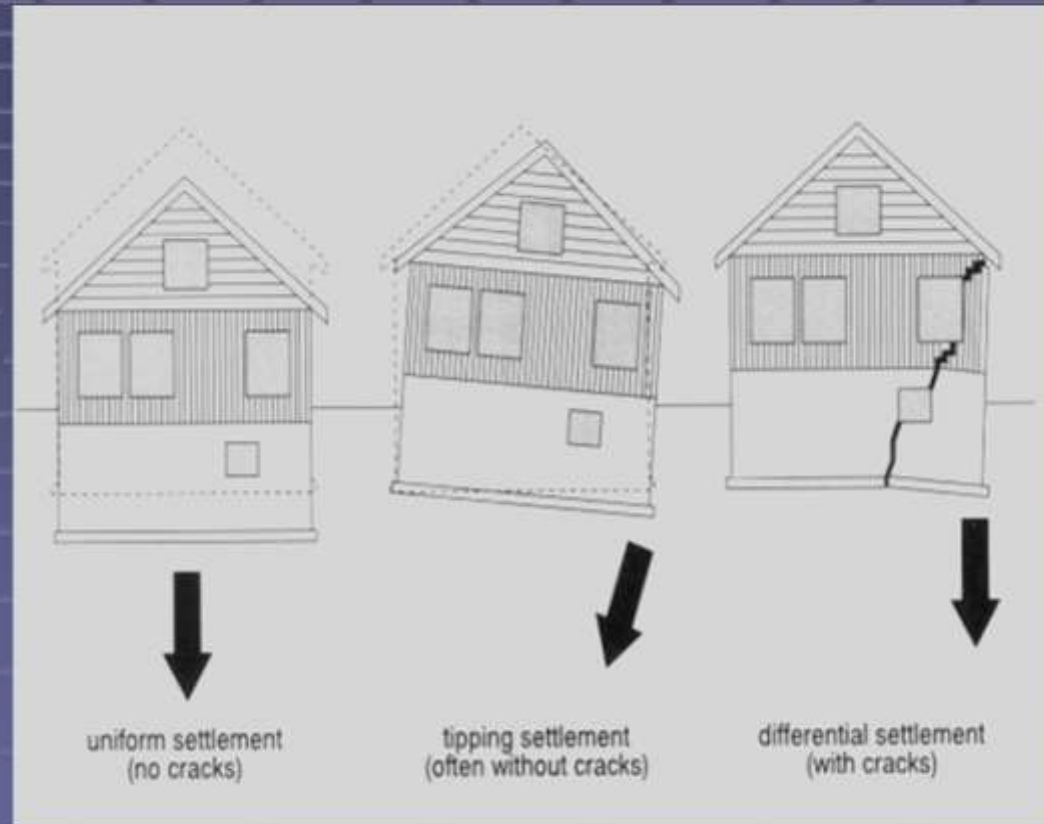 uniform settlement
(no cracks)
tipping settlement
(often without cracks)
differential settlement
(with cracks)